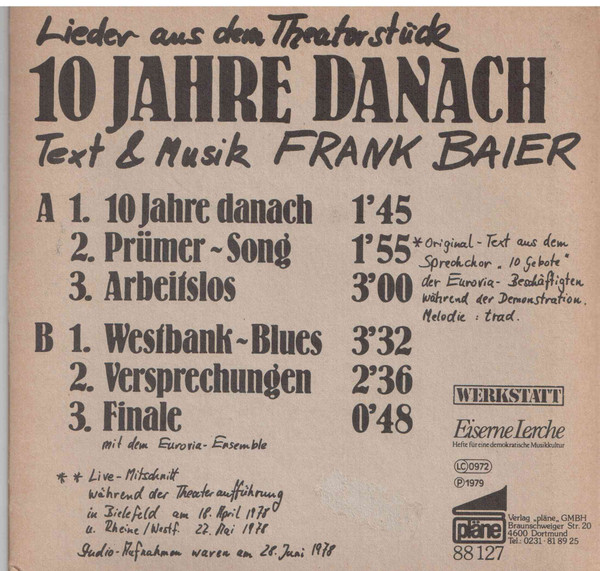 Lieder aus dem Theaterstück
10 JAHRE DANACH
Text & Musik FRANK BAIER
A 1. 10 Jahre danach 1'45
2. Prümer-Song 1'55
3. Arbeitslos 3'00
* Original-Text aus dem
Sprechchor „10 Gebote"
der Eurovia-Beschäftigten
während der Demonstration.
Melodie: trad.
B 1. Westbank-Blues 3'32
2. Versprechungen 2'36
3. Finale 0'48
mit dem Eurovia-Ensemble
WERKSTATT
Eiserne Lerche
Hefte für eine demokratische Musikkultur
LC 0972
P 1979
** Live-Mitschnitt
während der Theateraufführung
in Bielefeld am 18. April 1978
u. Rheine/Westf. 27. Mai 1978
Studio-Aufnahmen waren am 28. Juni 1978
pläne
Verlag „pläne", GMBH
Braunschweiger Str. 20
4600 Dortmund
Tel.: 0231·81 89 25
88 127